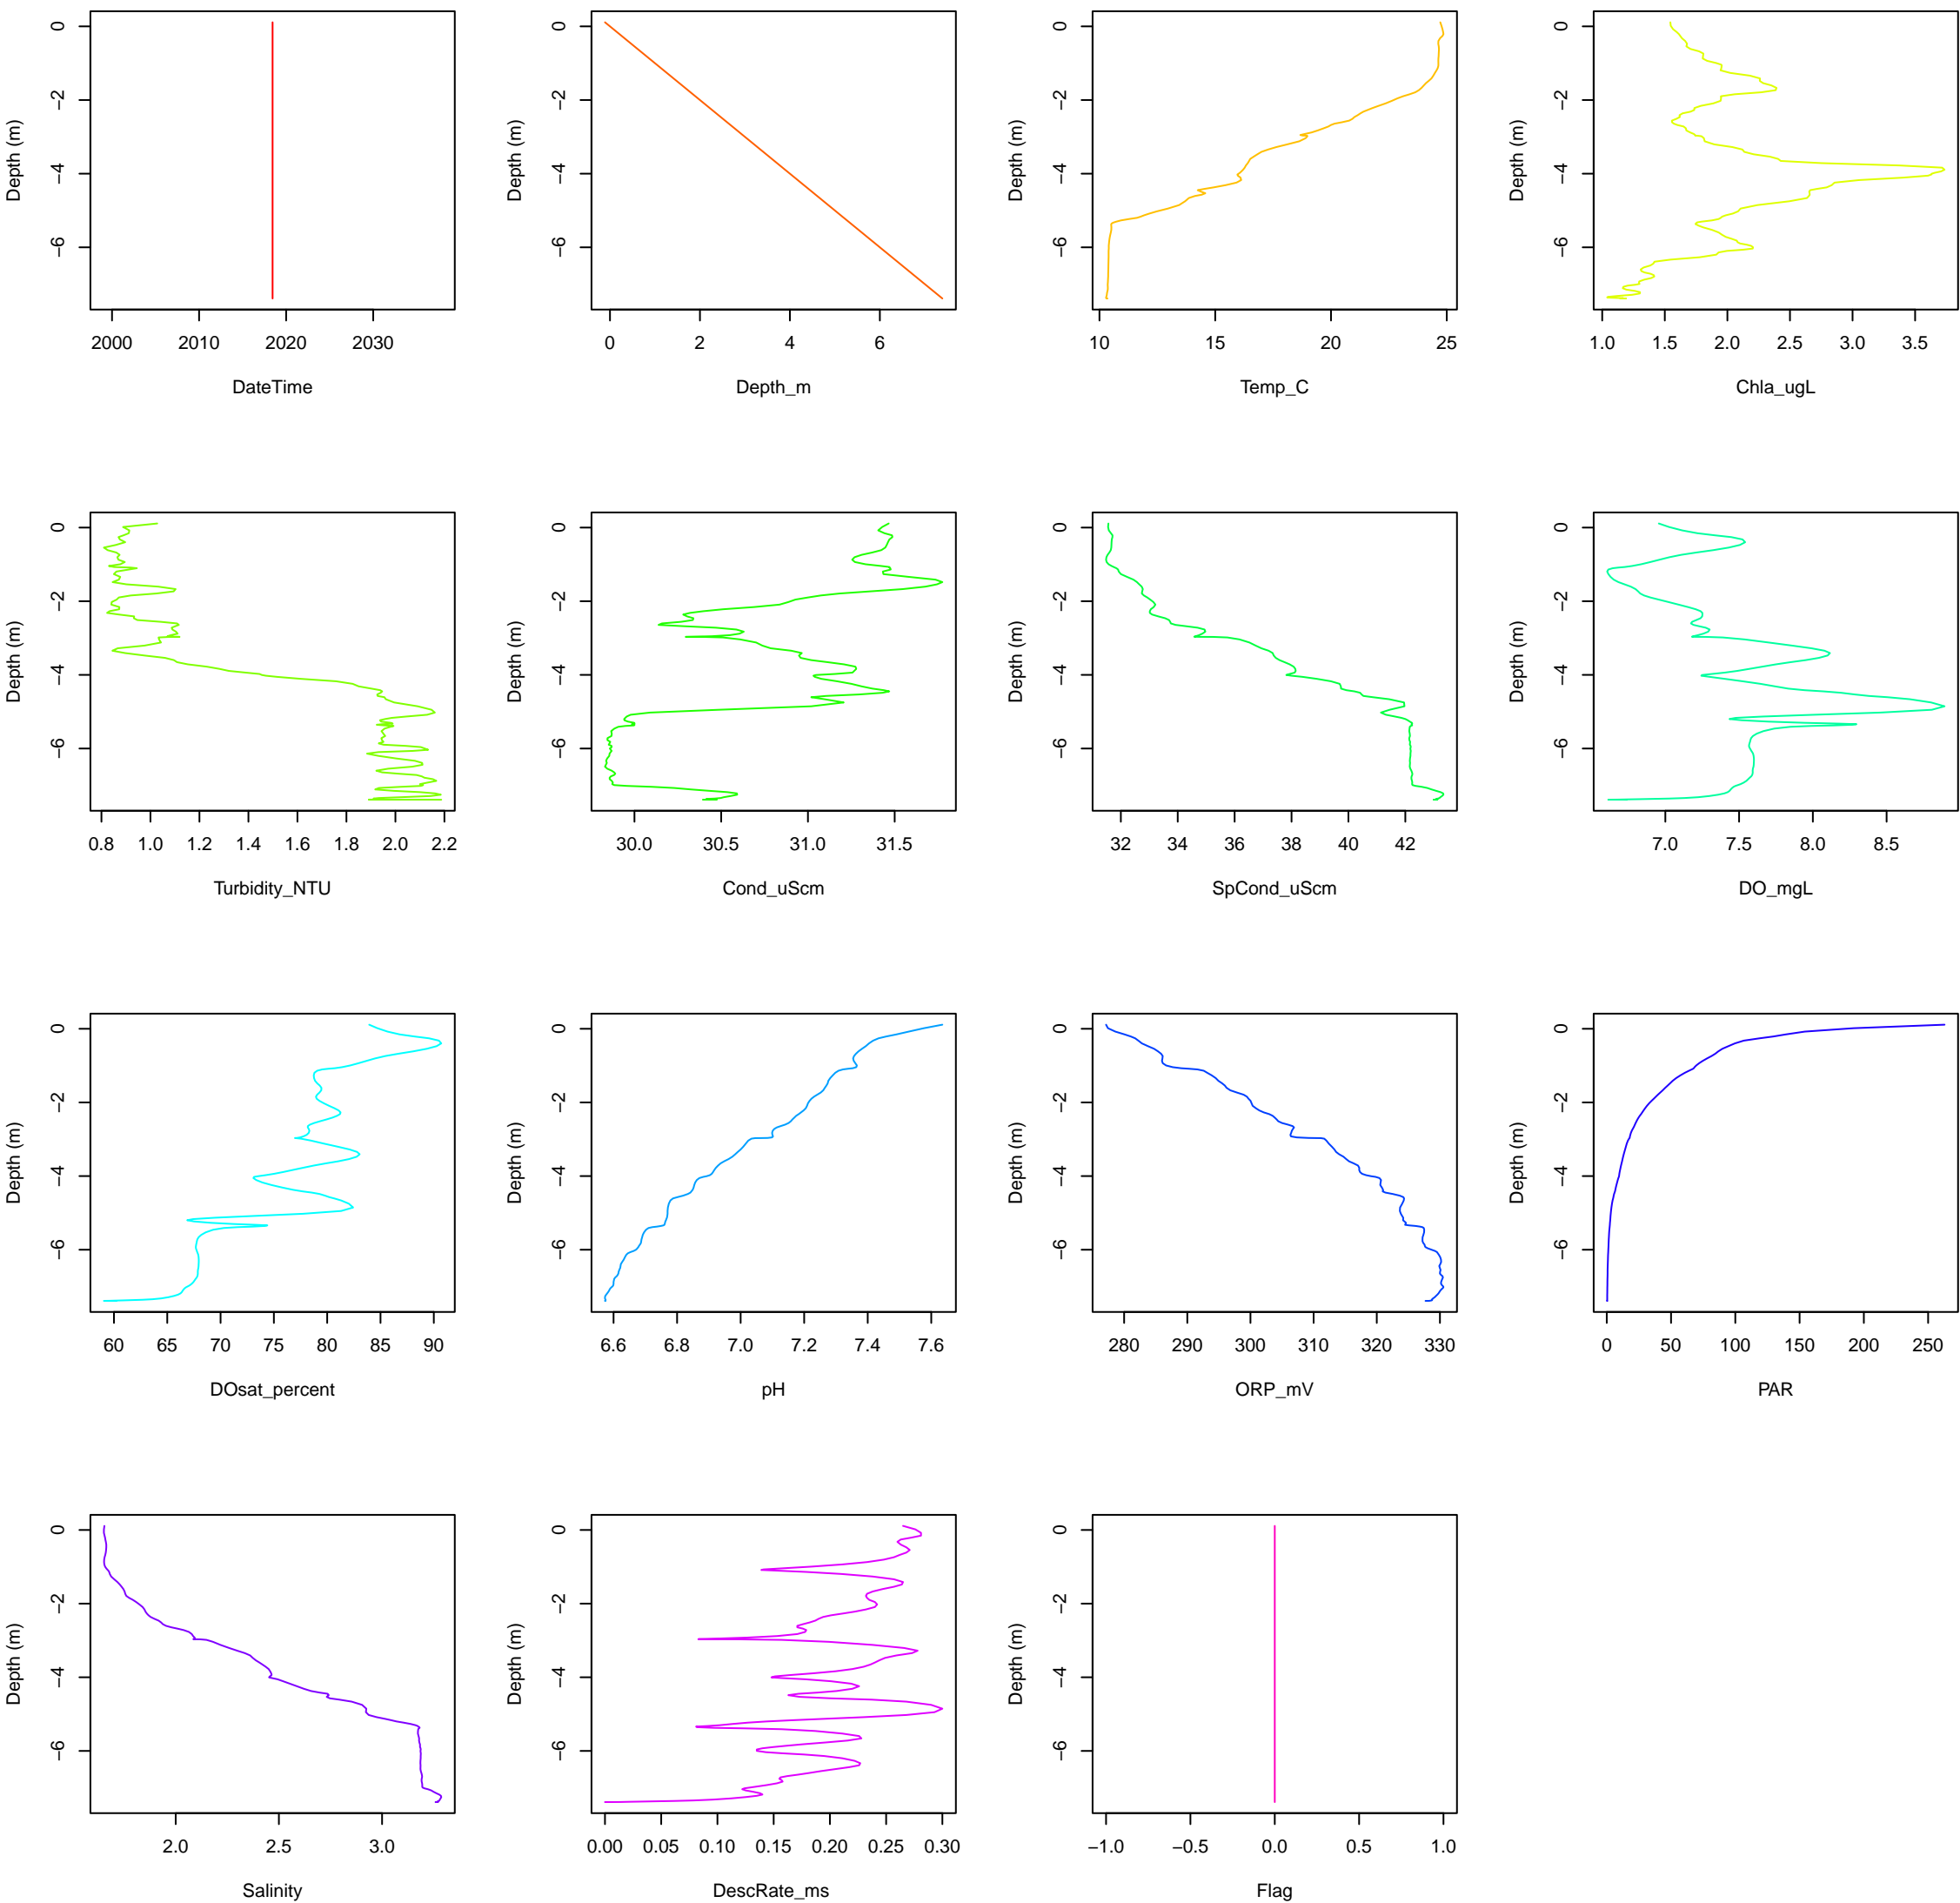 Depth (m)
0
−2
−4
−6
2000 2010 2020 2030
DateTime
Depth (m)
0
−2
−4
−6
0 2 4 6
Depth_m
Depth (m)
0
−2
−4
−6
10 15 20 25
Temp_C
Depth (m)
0
−2
−4
−6
1.0 1.5 2.0 2.5 3.0 3.5
Chla_ugL
Depth (m)
0
−2
−4
−6
0.8 1.0 1.2 1.4 1.6 1.8 2.0 2.2
Turbidity_NTU
Depth (m)
0
−2
−4
−6
30.0 30.5 31.0 31.5
Cond_uScm
Depth (m)
0
−2
−4
−6
32 34 36 38 40 42
SpCond_uScm
Depth (m)
0
−2
−4
−6
7.0 7.5 8.0 8.5
DO_mgL
Depth (m)
0
−2
−4
−6
60 65 70 75 80 85 90
DOsat_percent
Depth (m)
0
−2
−4
−6
6.6 6.8 7.0 7.2 7.4 7.6
pH
Depth (m)
0
−2
−4
−6
280 290 300 310 320 330
ORP_mV
Depth (m)
0
−2
−4
−6
0 50 100 150 200 250
PAR
Depth (m)
0
−2
−4
−6
2.0 2.5 3.0
Salinity
Depth (m)
0
−2
−4
−6
0.00 0.05 0.10 0.15 0.20 0.25 0.30
DescRate_ms
Depth (m)
0
−2
−4
−6
−1.0 −0.5 0.0 0.5 1.0
Flag